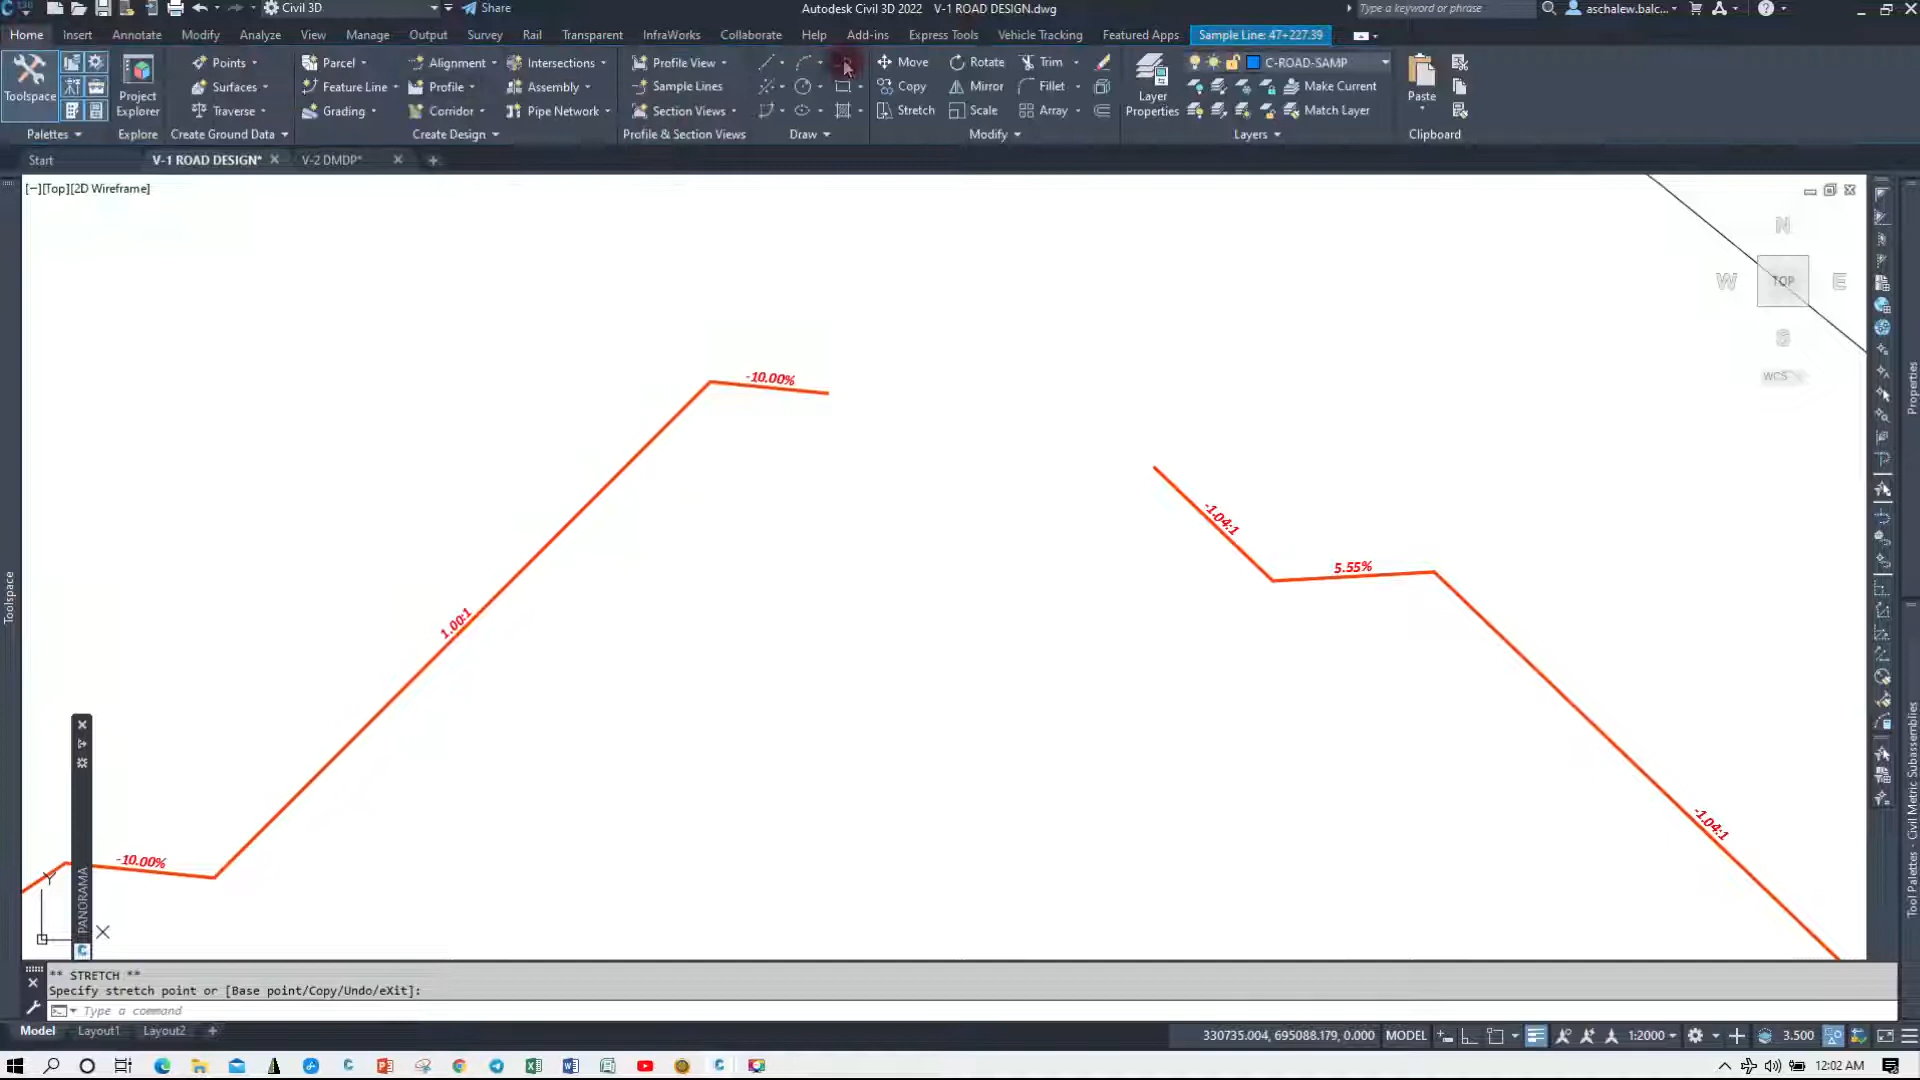 Civil 3D
Share
Autodesk Civil 3D 2022 V-1 ROAD DESIGN.dwg
Type a keyword or phrase
aschalew.balc...
Home Insert Annotate Modify Analyze View Manage Output Survey Rail Transparent InfraWorks Collaborate Help Add-ins Express Tools Vehicle Tracking Featured Apps Sample Line: 47+227.39
Points Parcel Alignment Intersections Profile View Move Rotate Trim C-ROAD-SAMP
Toolspace Project Explorer Surfaces Feature Line Profile Assembly Sample Lines Copy Mirror Fillet Layer Properties Make Current Paste
Traverse Grading Corridor Pipe Network Section Views Stretch Scale Array Match Layer
Palettes Explore Create Ground Data Create Design Profile & Section Views Draw Modify Layers Clipboard
Start V-1 ROAD DESIGN* V-2 DMDP*
[−][Top][2D Wireframe]
N
W TOP E
S
WCS
-10.00%
-1.04:1
5.55%
1.00:1
-1.04:1
-10.00%
Y
X
PANORAMA
Toolspace
Properties
Tool Palettes - Civil Metric Subassemblies
** STRETCH **
Specify stretch point or [Base point/Copy/Undo/eXit]:
Type a command
Model Layout1 Layout2
330735.004, 695088.179, 0.000 MODEL 1:2000 3.500
12:02 AM